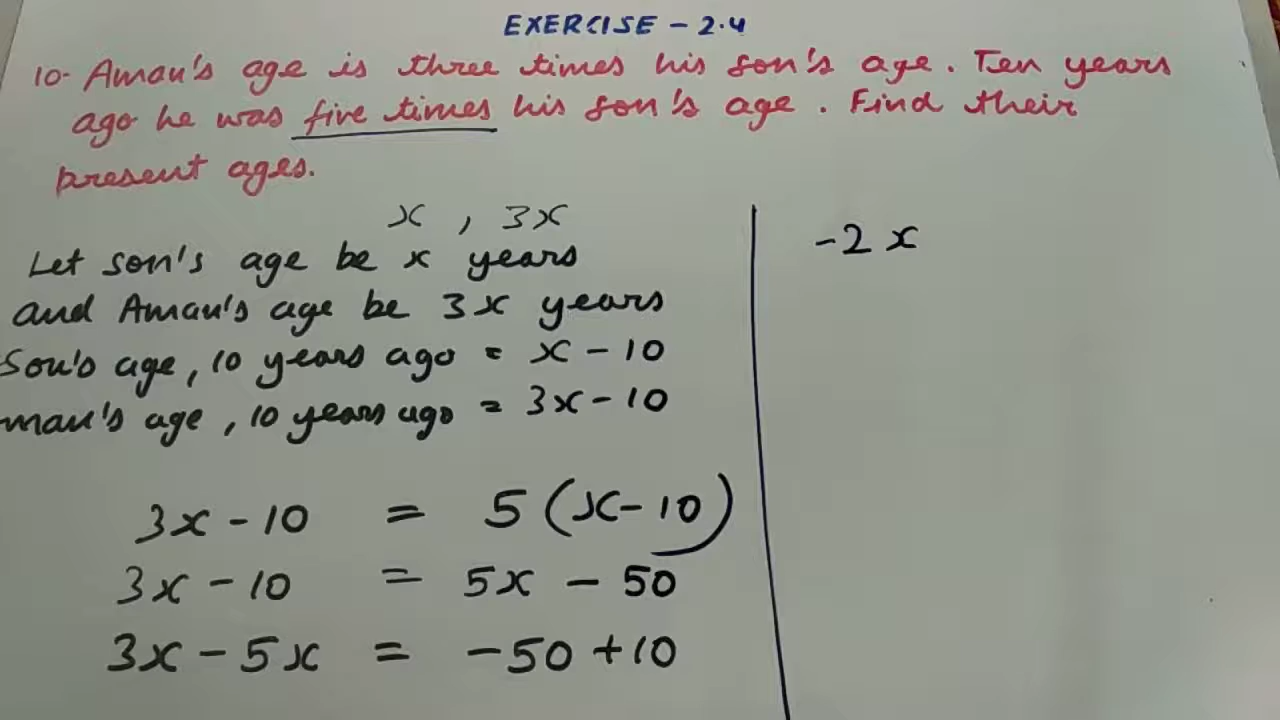 EXERCISE - 2.4
10. Aman's age is three times his son's age. Ten years
ago he was five times his son's age. Find their
present ages.
x , 3x
Let son's age be x years
and Aman's age be 3x years
Son's age, 10 years ago = x - 10
man's age, 10 years ago = 3x - 10
3x - 10 = 5 (x - 10)
3x - 10 = 5x - 50
3x - 5x = -50 + 10
-2x